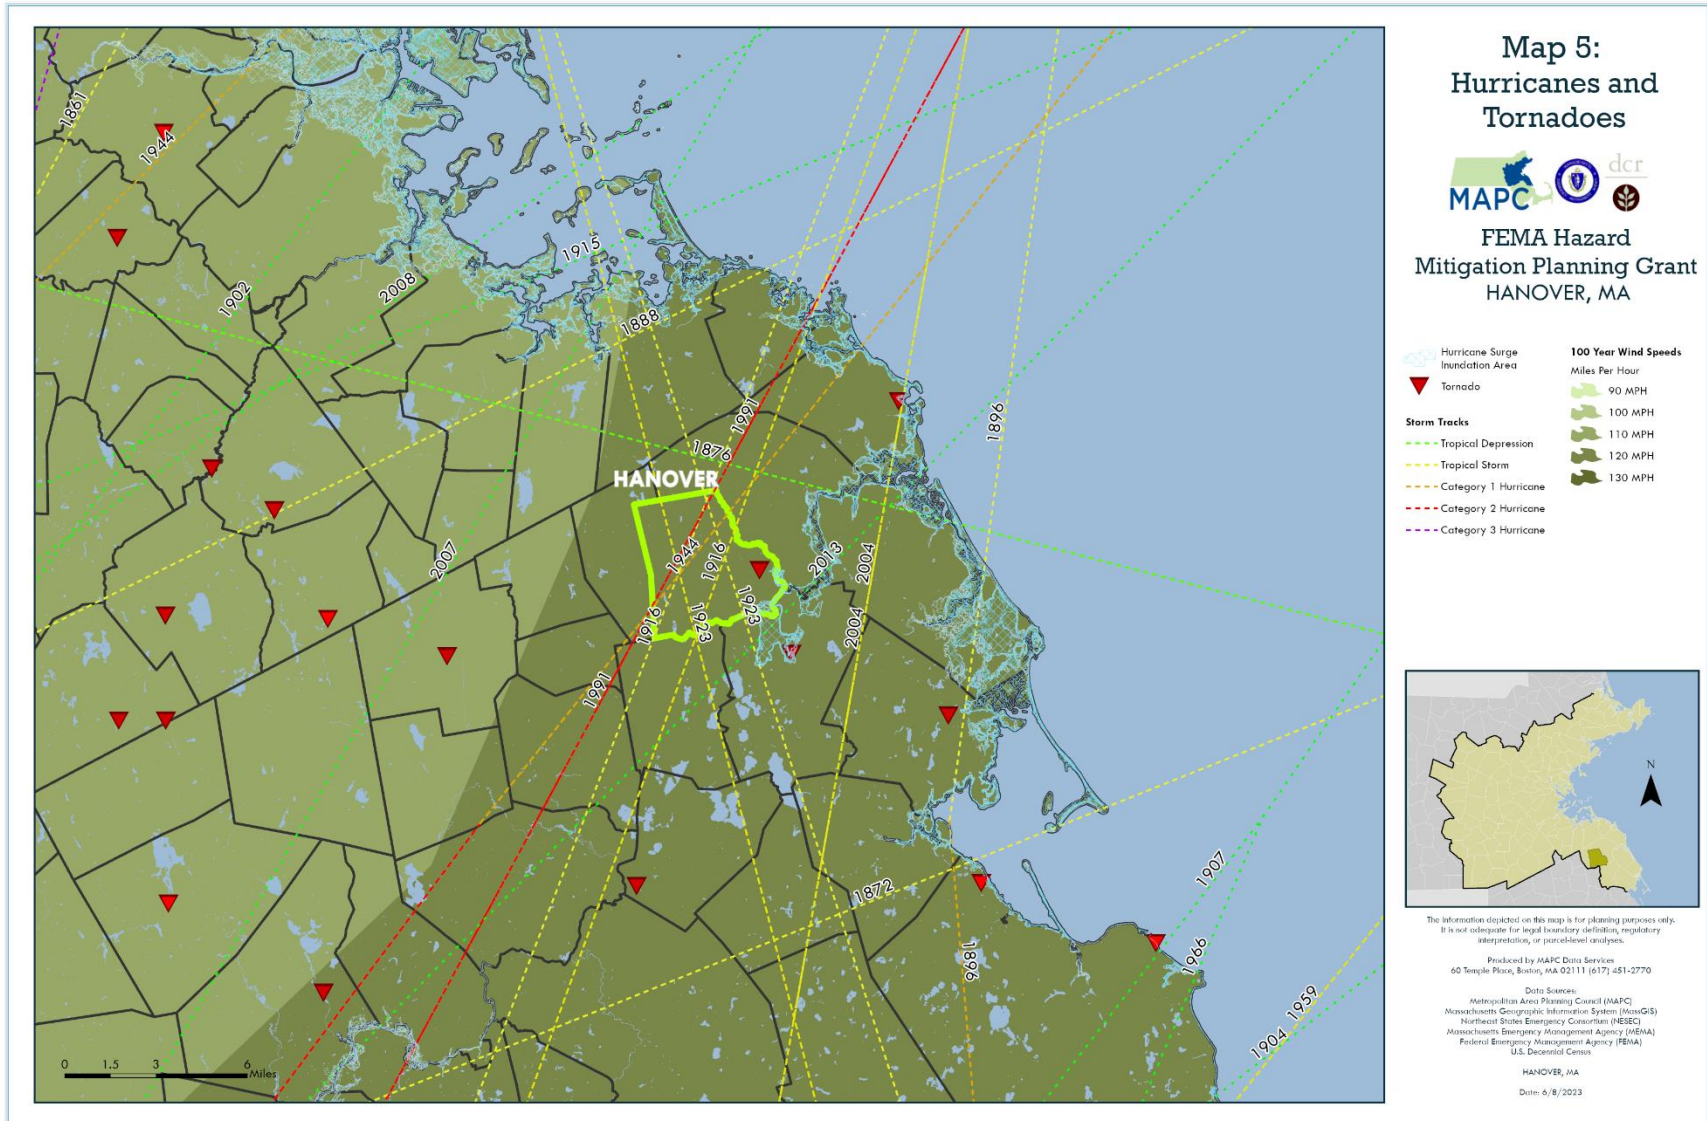 Map 5:
Hurricanes and
Tornadoes
MAPC
dcr
FEMA Hazard
Mitigation Planning Grant
HANOVER, MA
Hurricane Surge
Inundation Area
Tornado
Storm Tracks
Tropical Depression
Tropical Storm
Category 1 Hurricane
Category 2 Hurricane
Category 3 Hurricane
100 Year Wind Speeds
Miles Per Hour
90 MPH
100 MPH
110 MPH
120 MPH
130 MPH
1861
1944
1902
2008
1915
1888
1991
1876
1896
HANOVER
2007
1944
1916
2013
2004
1916
1923
1923
2004
1991
1872
1907
1896
1966
1959
1904
0 1.5 3 6
Miles
N
The information depicted on this map is for planning purposes only.
It is not adequate for legal boundary definition, regulatory
interpretation, or parcel-level analyses.
Produced by MAPC Data Services
60 Temple Place, Boston, MA 02111 (617) 451-2770
Data Sources:
Metropolitan Area Planning Council (MAPC)
Massachusetts Geographic Information System (MassGIS)
Northeast States Emergency Consortium (NESEC)
Massachusetts Emergency Management Agency (MEMA)
Federal Emergency Management Agency (FEMA)
U.S. Decennial Census
HANOVER, MA
Date: 6/8/2023